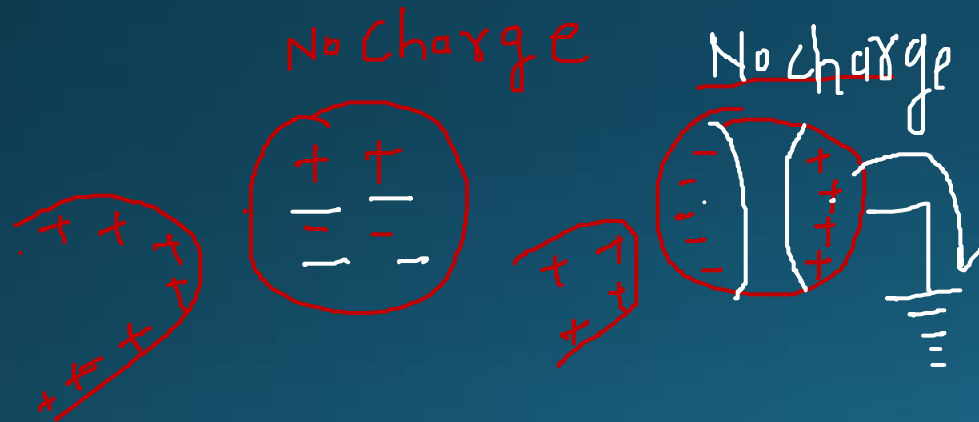 No Charge
No charge
+ +
- -
- -
- -
+ + + + + + +
+ + +
- - - - -
+ + + +